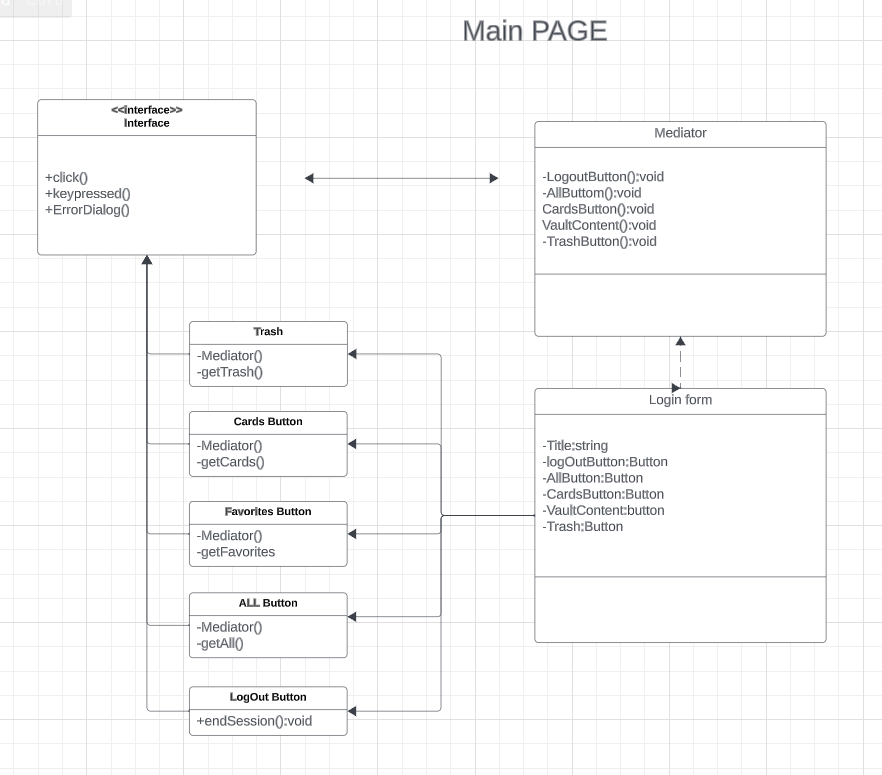 Main PAGE
<<Interface>>
Interface
+click()
+keypressed()
+ErrorDialog()
Mediator
-LogoutButton():void
-AllButtom():void
CardsButton():void
VaultContent():void
-TrashButton():void
Trash
-Mediator()
-getTrash()
Cards Button
-Mediator()
-getCards()
Favorites Button
-Mediator()
-getFavorites
ALL Button
-Mediator()
-getAll()
LogOut Button
+endSession():void
Login form
-Title:string
-logOutButton:Button
-AllButton:Button
-CardsButton:Button
-VaultContent:button
-Trash:Button